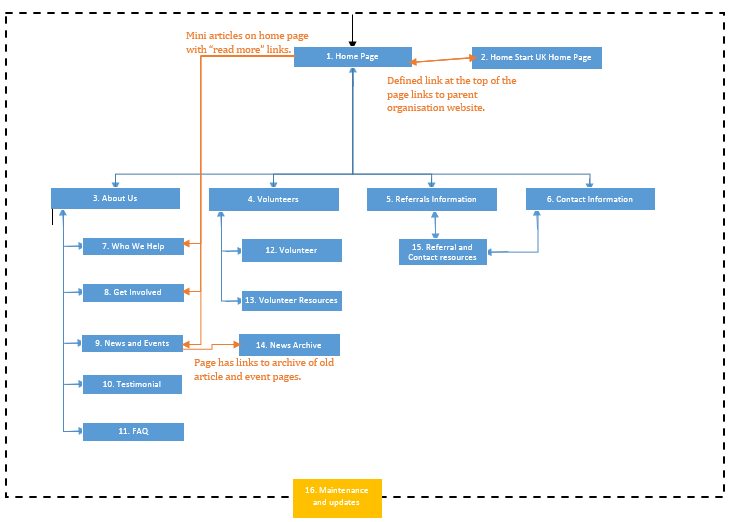 Mini articles on home page
with “read more” links.
1. Home Page
2. Home Start UK Home Page
Defined link at the top of the
page links to parent
organisation website.
3. About Us
4. Volunteers
5. Referrals Information
6. Contact Information
7. Who We Help
12. Volunteer
15. Referral and
Contact resources
8. Get Involved
13. Volunteer Resources
9. News and Events
14. News Archive
Page has links to archive of old
article and event pages.
10. Testimonial
11. FAQ
16. Maintenance
and updates